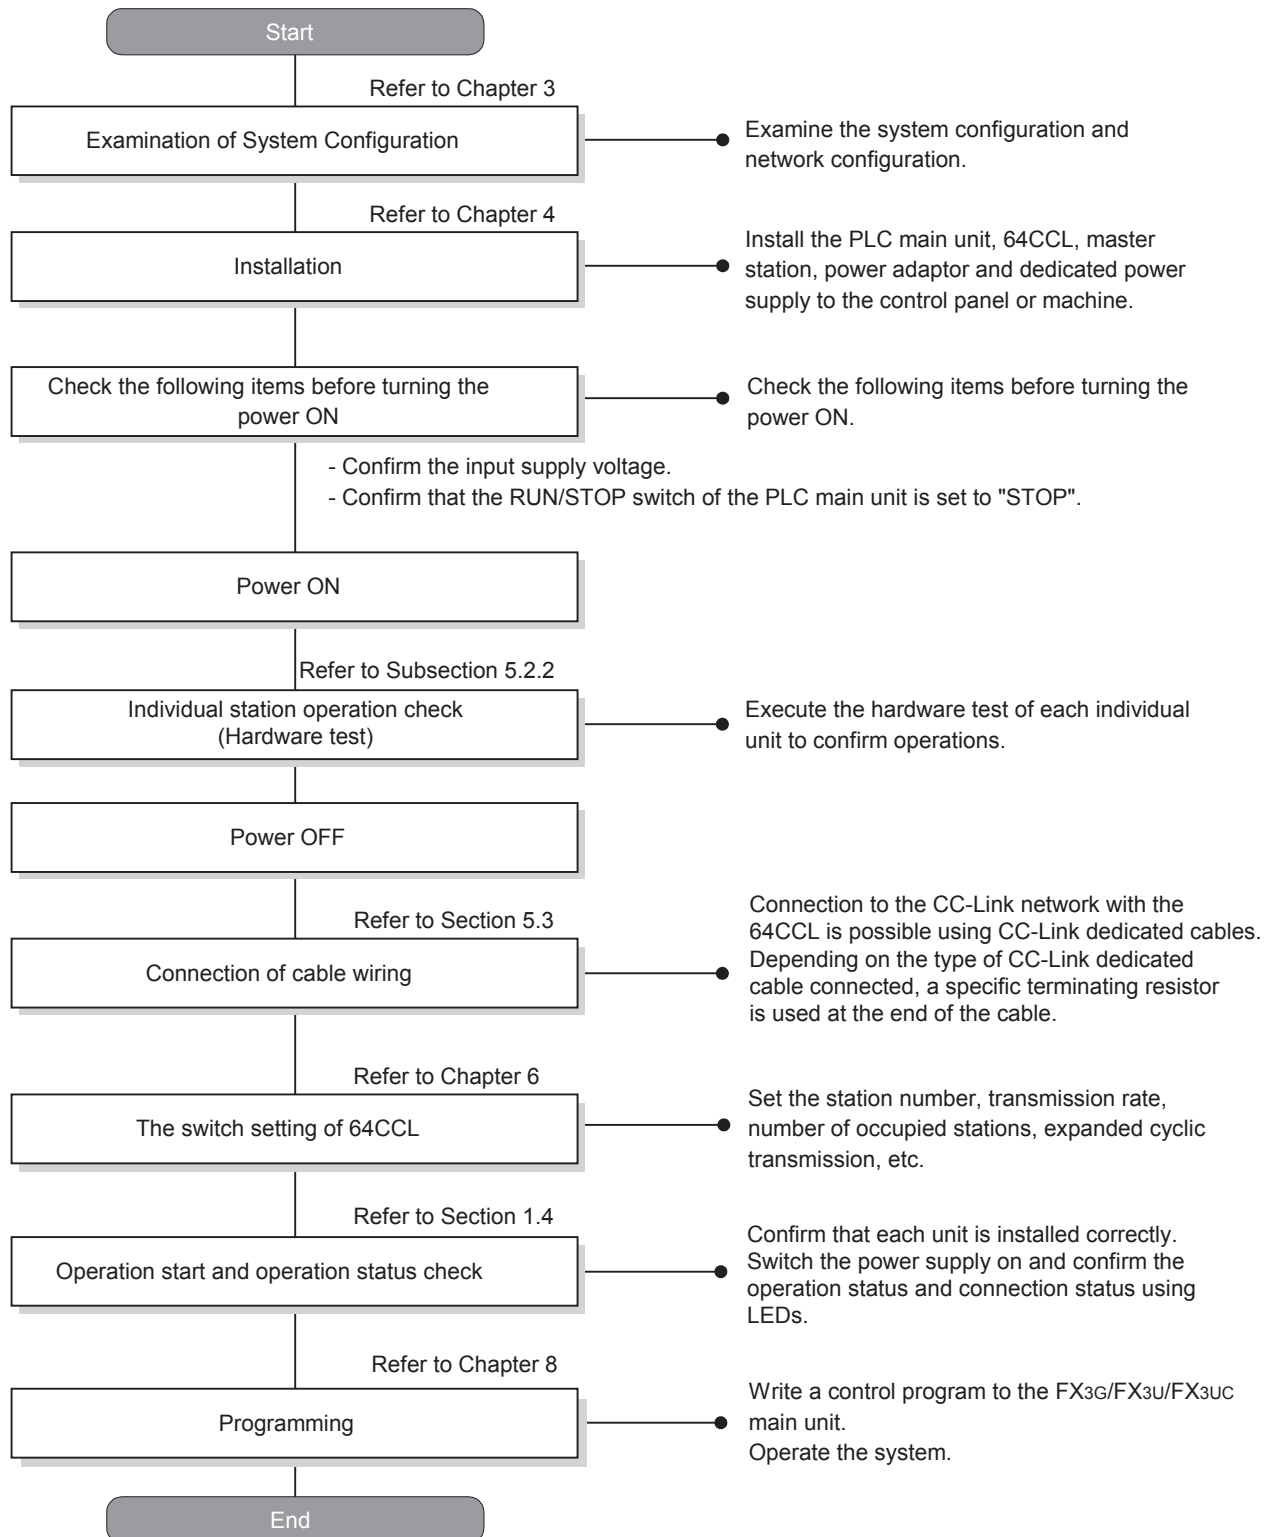 Start
Refer to Chapter 3
Examination of System Configuration
Examine the system configuration and
network configuration.
Refer to Chapter 4
Installation
Install the PLC main unit, 64CCL, master
station, power adaptor and dedicated power
supply to the control panel or machine.
Check the following items before turning the
power ON
Check the following items before turning the
power ON.
- Confirm the input supply voltage.
- Confirm that the RUN/STOP switch of the PLC main unit is set to "STOP".
Power ON
Refer to Subsection 5.2.2
Individual station operation check
(Hardware test)
Execute the hardware test of each individual
unit to confirm operations.
Power OFF
Refer to Section 5.3
Connection of cable wiring
Connection to the CC-Link network with the
64CCL is possible using CC-Link dedicated cables.
Depending on the type of CC-Link dedicated
cable connected, a specific terminating resistor
is used at the end of the cable.
Refer to Chapter 6
The switch setting of 64CCL
Set the station number, transmission rate,
number of occupied stations, expanded cyclic
transmission, etc.
Refer to Section 1.4
Operation start and operation status check
Confirm that each unit is installed correctly.
Switch the power supply on and confirm the
operation status and connection status using
LEDs.
Refer to Chapter 8
Programming
Write a control program to the FX3G/FX3U/FX3UC
main unit.
Operate the system.
End